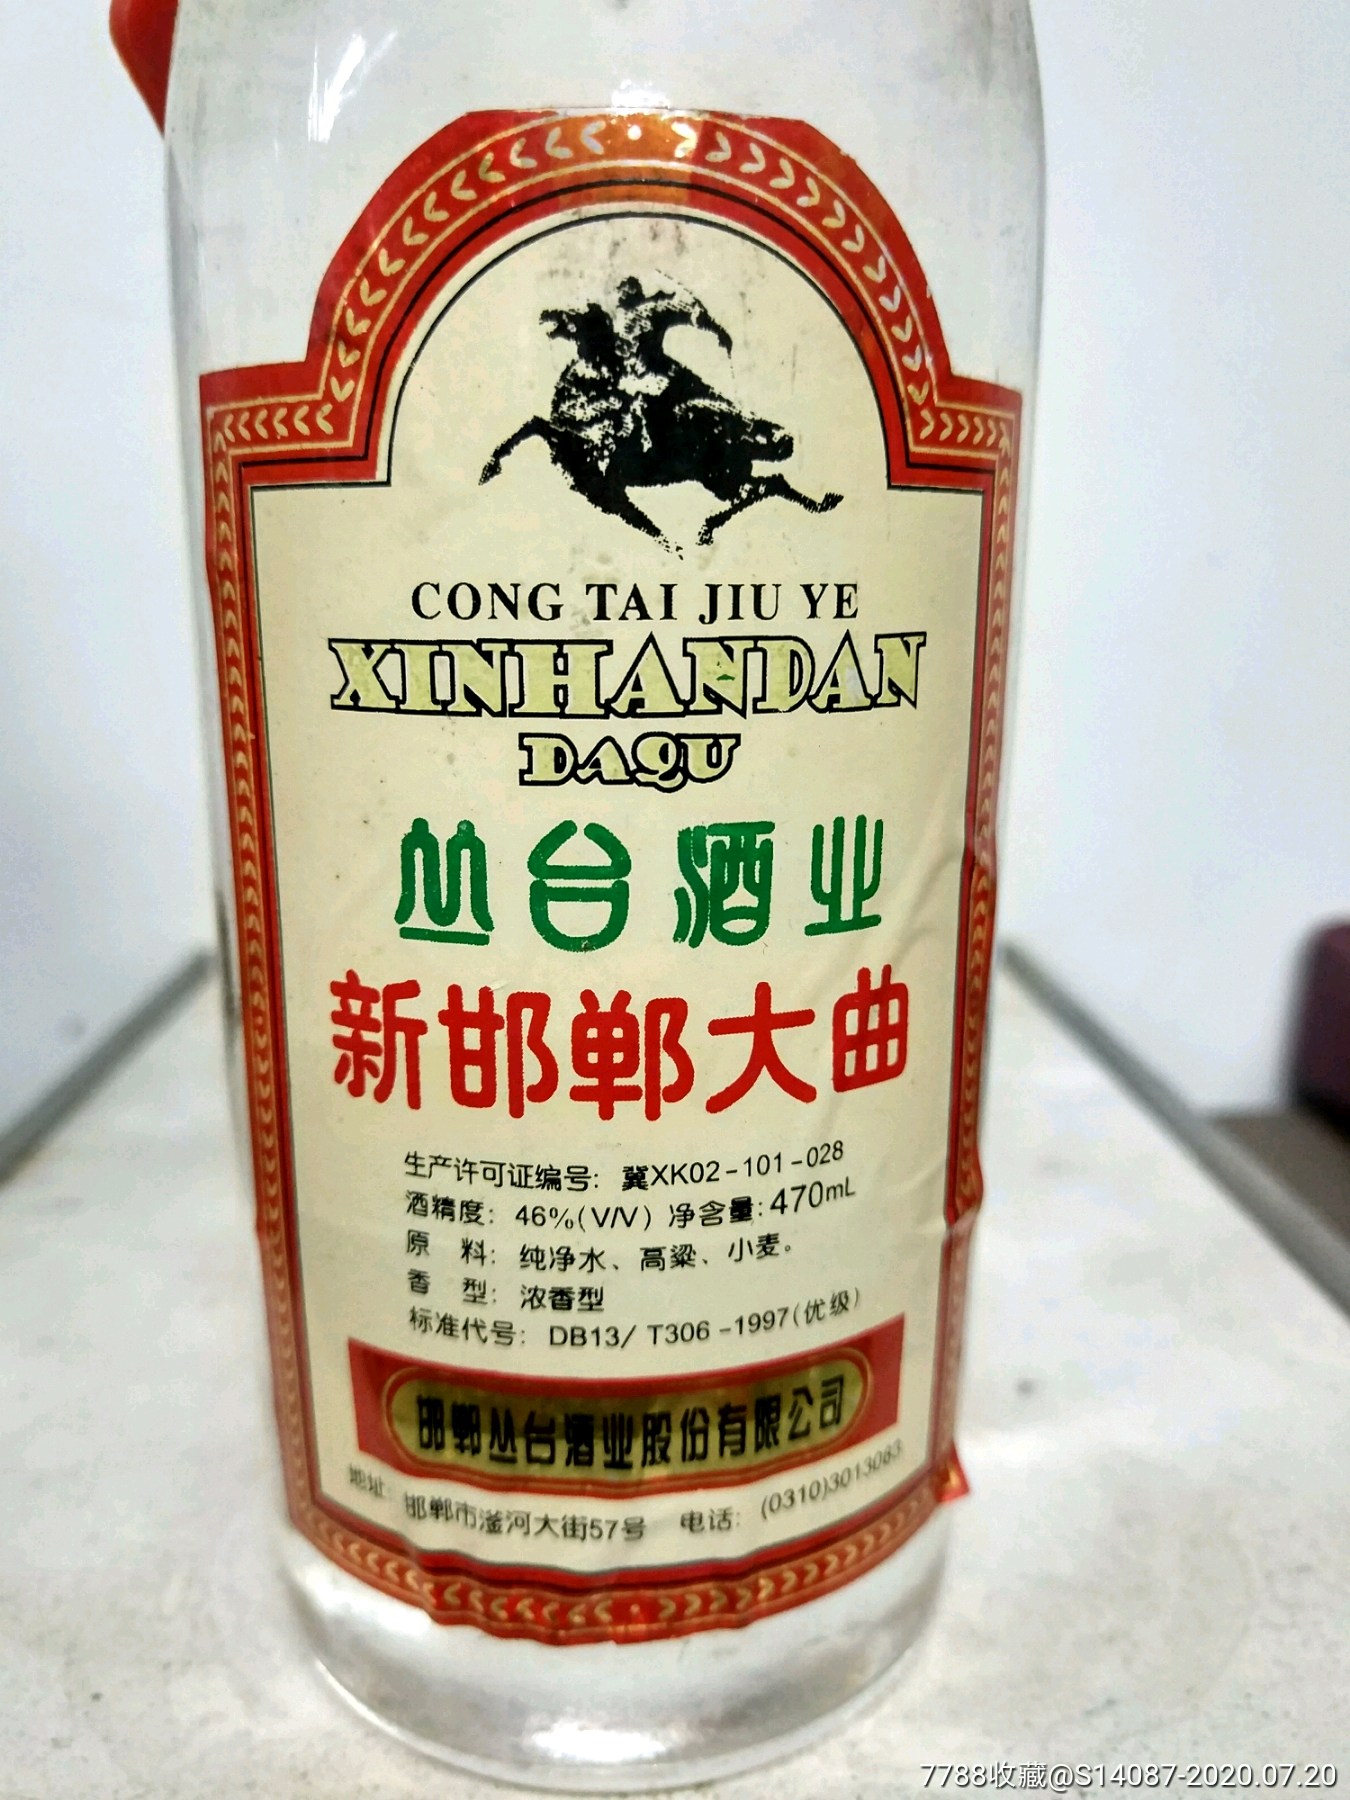 CONG TAI JIU YE
XINHANDAN
DAQU
丛台酒业
新邯郸大曲
生产许可证编号：冀XK02-101-028
酒精度：46%(V/V) 净含量:470mL
原 料：纯净水、高粱、小麦。
香 型：浓香型
标准代号：DB13/ T306-1997(优级)
邯郸丛台酒业股份有限公司
地址：邯郸市滏河大街57号 电话：(0310)3013063
7788收藏@S14087-2020.07.20